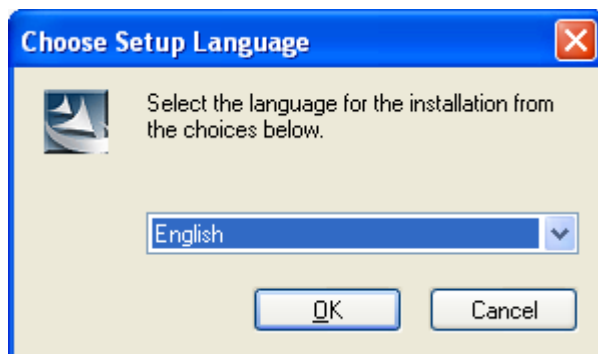 Choose Setup Language
Select the language for the installation from
the choices below.
English
OK
Cancel